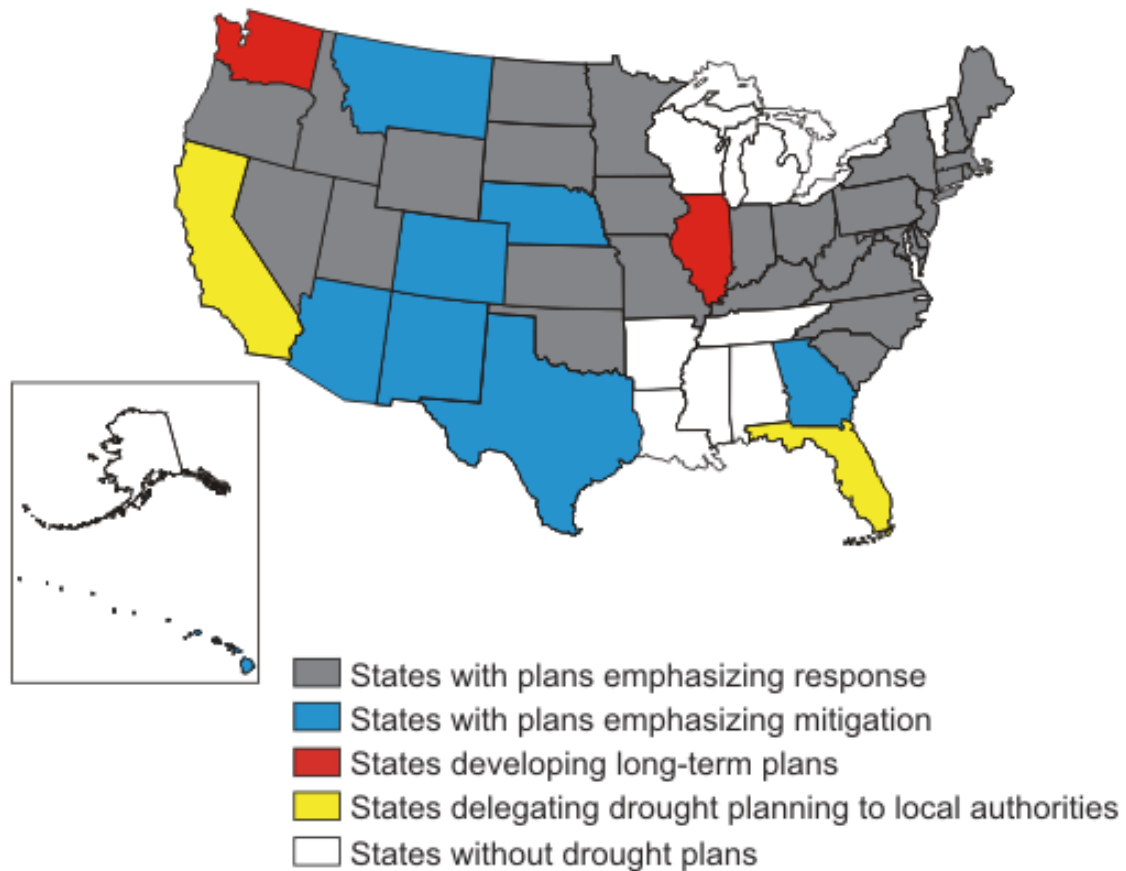 States with plans emphasizing response
States with plans emphasizing mitigation
States developing long-term plans
States delegating drought planning to local authorities
States without drought plans